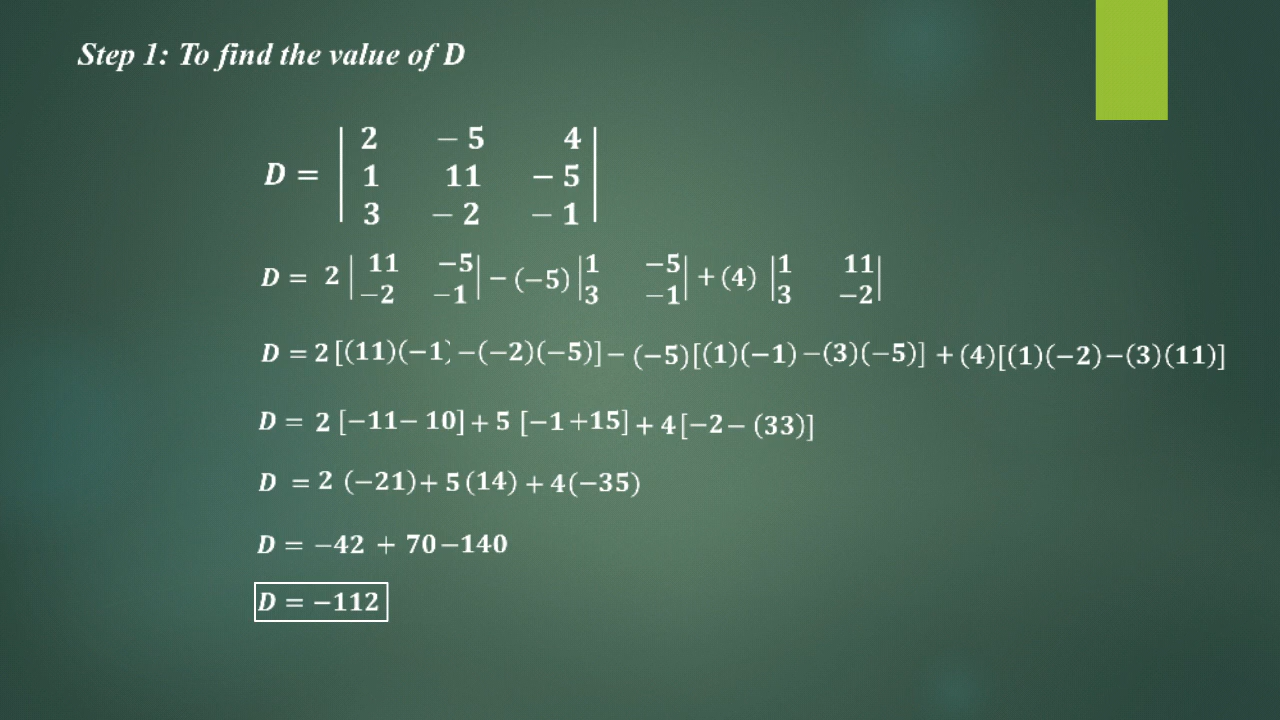 Step 1: To find the value of D
D = | 2 − 5 4 |
| 1 11 − 5 |
| 3 − 2 − 1 |
D = 2 | 11 −5 | − (−5) | 1 −5 | + (4) | 1 11 |
| −2 −1 | | 3 −1 | | 3 −2 |
D = 2 [(11)(−1) −(−2)(−5)] − (−5)[(1)(−1) −(3)(−5)] + (4)[(1)(−2)−(3)(11)]
D = 2 [−11− 10] + 5 [−1 +15] + 4 [−2 − (33)]
D = 2 (−21)+ 5 (14) + 4(−35)
D = −42 + 70−140
D = −112